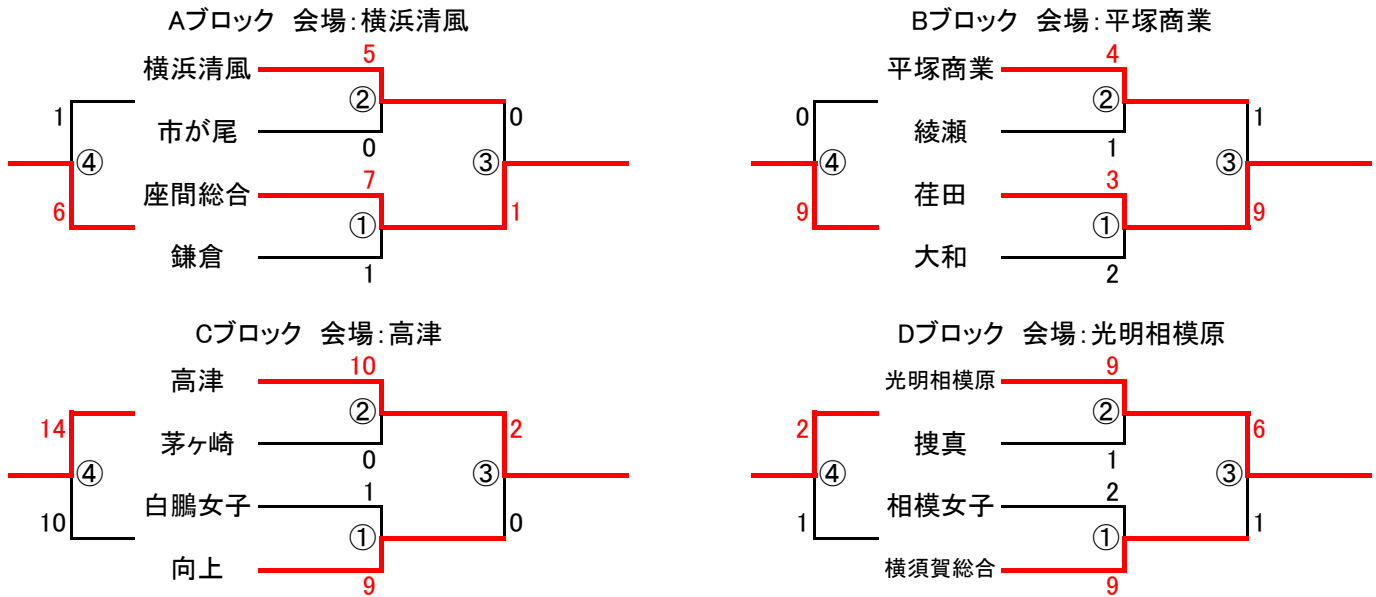 Aブロック 会場:横浜清風
5
横浜清風
1
②
0
市が尾
0
④
③
7
座間総合
6
①
1
鎌倉
1
Bブロック 会場:平塚商業
4
平塚商業
0
②
1
綾瀬
1
④
③
3
荏田
9
①
9
大和
2
Cブロック 会場:高津
10
高津
14
②
2
茅ヶ崎
0
④
③
1
白鵬女子
10
①
0
向上
9
Dブロック 会場:光明相模原
9
光明相模原
2
②
6
捜真
1
④
③
2
相模女子
1
①
1
横須賀総合
9